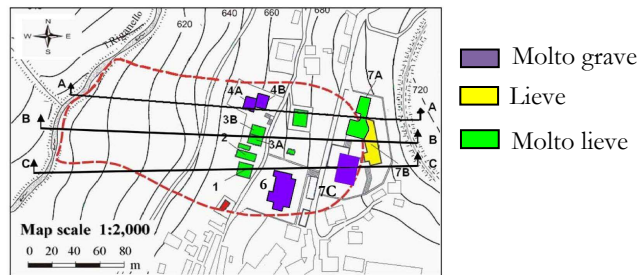 620
640
660
680
720
t. Riganelle
N
W
E
S
A
B
C
A
B
C
4A
4B
3B
2
3A
1
6
7A
7B
7C
Map scale 1:2,000
0 20 40 60 80
m
Molto grave
Lieve
Molto lieve